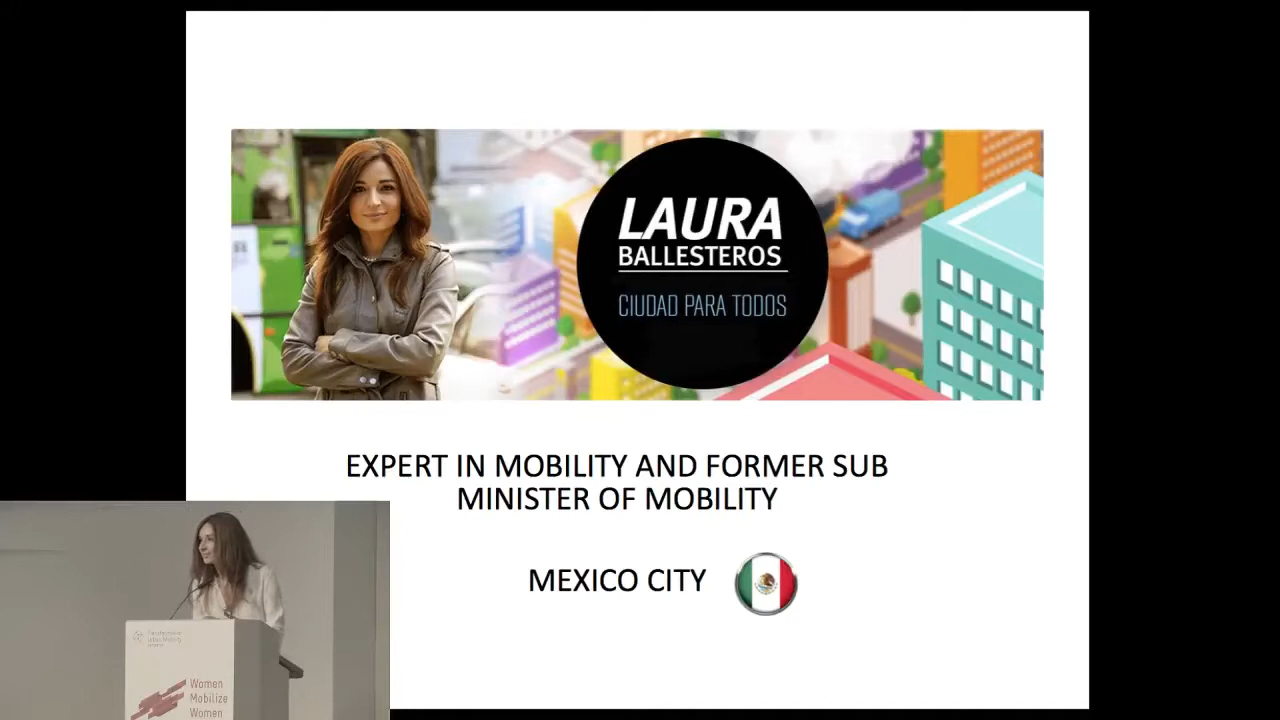 LAURA
BALLESTEROS
CIUDAD PARA TODOS
EXPERT IN MOBILITY AND FORMER SUB
MINISTER OF MOBILITY
MEXICO CITY
Women
Mobilize
Women